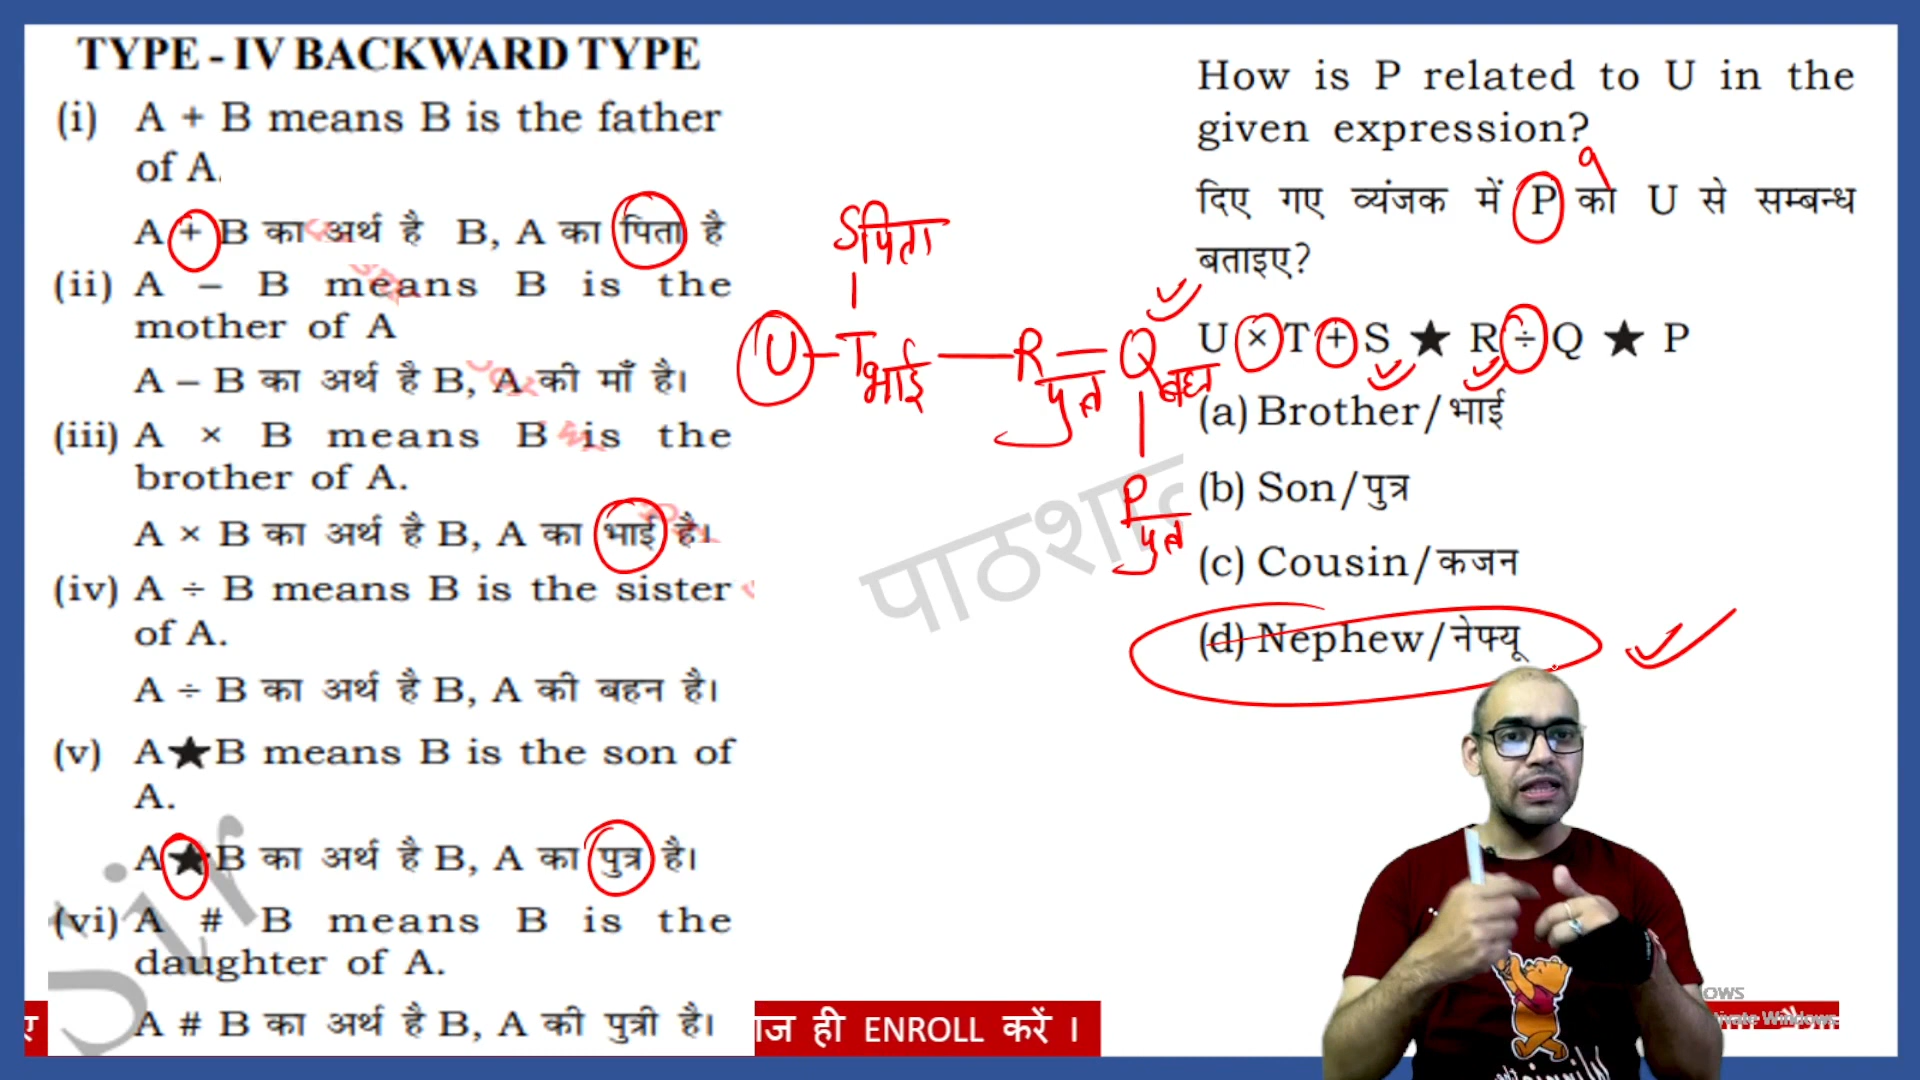 TYPE - IV BACKWARD TYPE
(i) A + B means B is the father
of A.
A + B का अर्थ है B, A का पिता है
(ii) A – B means B is the
mother of A
A – B का अर्थ है B, A की माँ है।
(iii) A × B means B is the
brother of A.
A × B का अर्थ है B, A का भाई है।
(iv) A ÷ B means B is the sister
of A.
A ÷ B का अर्थ है B, A की बहन है।
(v) A★B means B is the son of
A.
A★B का अर्थ है B, A का पुत्र है।
(vi) A # B means B is the
daughter of A.
A # B का अर्थ है B, A की पुत्री है।
S पिता
U – T भाई — R पुत्र — Q बहन
P पुत्र
पाठशाला
Sir
How is P related to U in the
given expression?
दिए गए व्यंजक में P का U से सम्बन्ध
बताइए?
U × T + S ★ R ÷ Q ★ P
(a) Brother/भाई
(b) Son/पुत्र
(c) Cousin/कजन
(d) Nephew/नेफ्यू
ही ENROLL करें ।